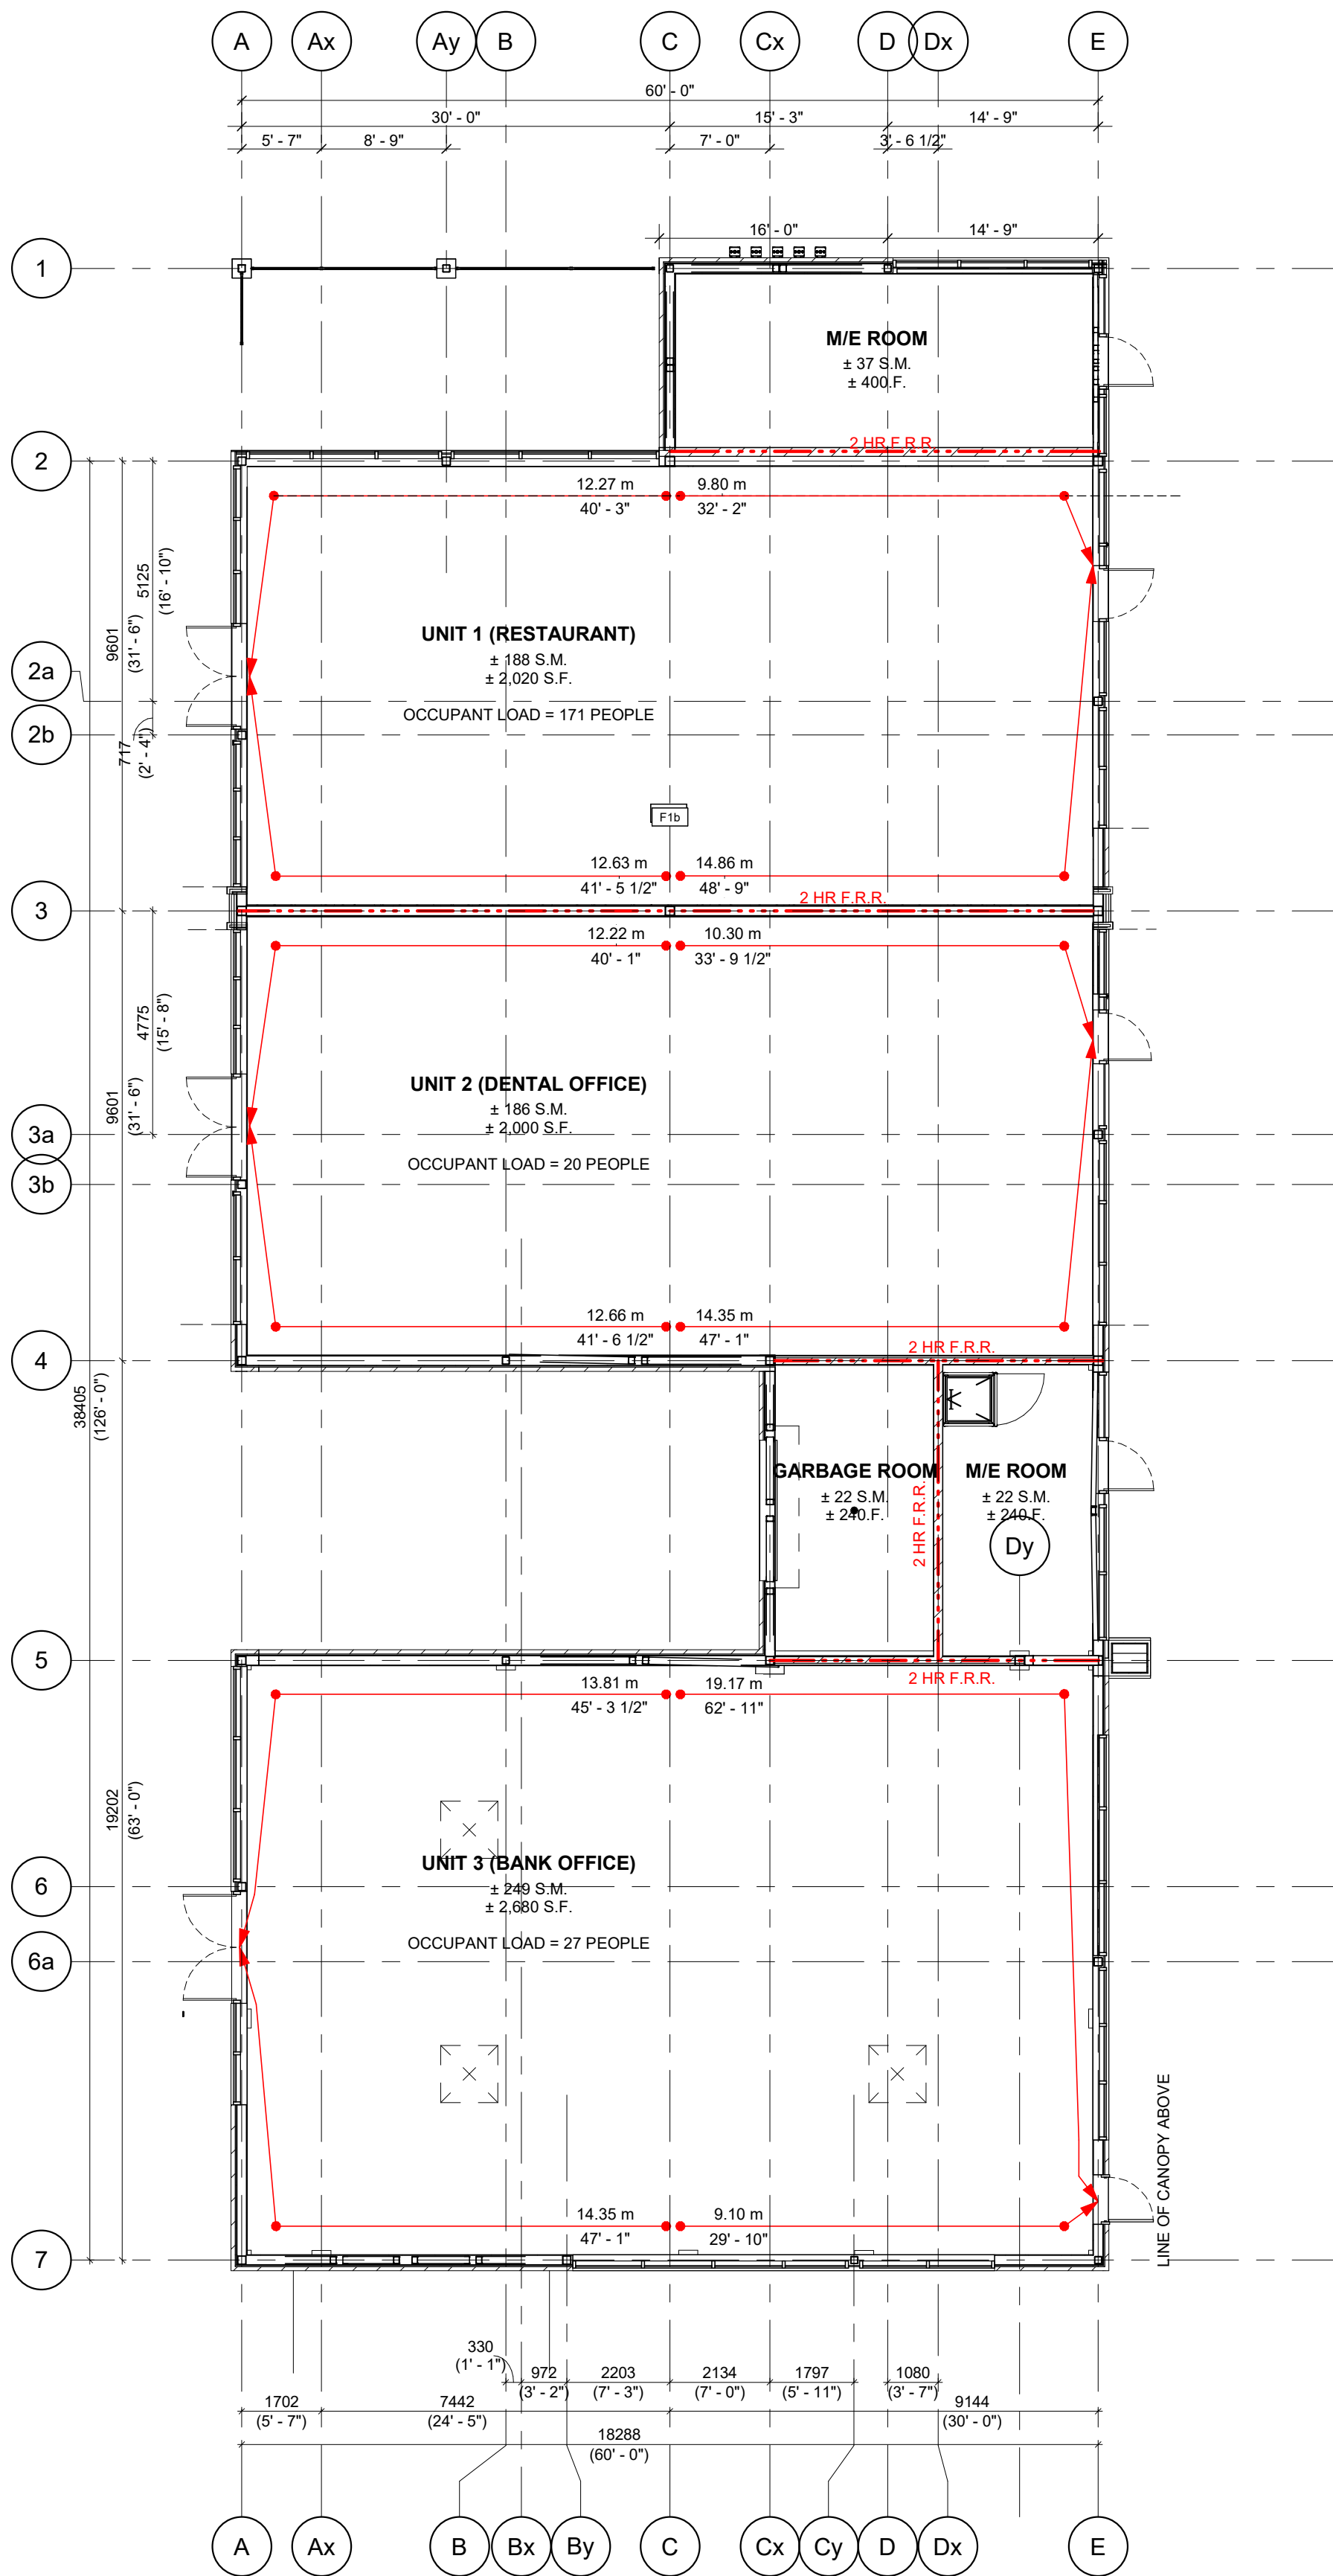 A Ax Ay B C Cx D Dx E
60' - 0"
30' - 0" 15' - 3" 14' - 9"
5' - 7" 8' - 9" 7' - 0" 3' - 6 1/2"
16' - 0" 14' - 9"
1
M/E ROOM
± 37 S.M.
± 400.F.
2 HR F.R.R.
2
12.27 m 9.80 m
40' - 3" 32' - 2"
5125
(16' - 10")
9601
(31' - 6")
UNIT 1 (RESTAURANT)
± 188 S.M.
± 2,020 S.F.
OCCUPANT LOAD = 171 PEOPLE
2a
2b
717
(2' - 4")
F1b
12.63 m 14.86 m
41' - 5 1/2" 48' - 9"
2 HR F.R.R.
3
12.22 m 10.30 m
40' - 1" 33' - 9 1/2"
4775
(15' - 8")
9601
(31' - 6")
UNIT 2 (DENTAL OFFICE)
± 186 S.M.
± 2,000 S.F.
OCCUPANT LOAD = 20 PEOPLE
3a
3b
12.66 m 14.35 m
41' - 6 1/2" 47' - 1"
2 HR F.R.R.
4
38405
(126' - 0")
GARBAGE ROOM
± 22 S.M.
± 240.F.
2 HR F.R.R.
M/E ROOM
± 22 S.M.
± 240.F.
Dy
5
2 HR F.R.R.
13.81 m 19.17 m
45' - 3 1/2" 62' - 11"
19202
(63' - 0")
UNIT 3 (BANK OFFICE)
± 249 S.M.
± 2,680 S.F.
OCCUPANT LOAD = 27 PEOPLE
6
6a
LINE OF CANOPY ABOVE
14.35 m 9.10 m
47' - 1" 29' - 10"
7
330
(1' - 1")
972 2203 2134 1797 1080
(3' - 2") (7' - 3") (7' - 0") (5' - 11") (3' - 7")
1702 7442 9144
(5' - 7") (24' - 5") (30' - 0")
18288
(60' - 0")
A Ax B Bx By C Cx Cy D Dx E